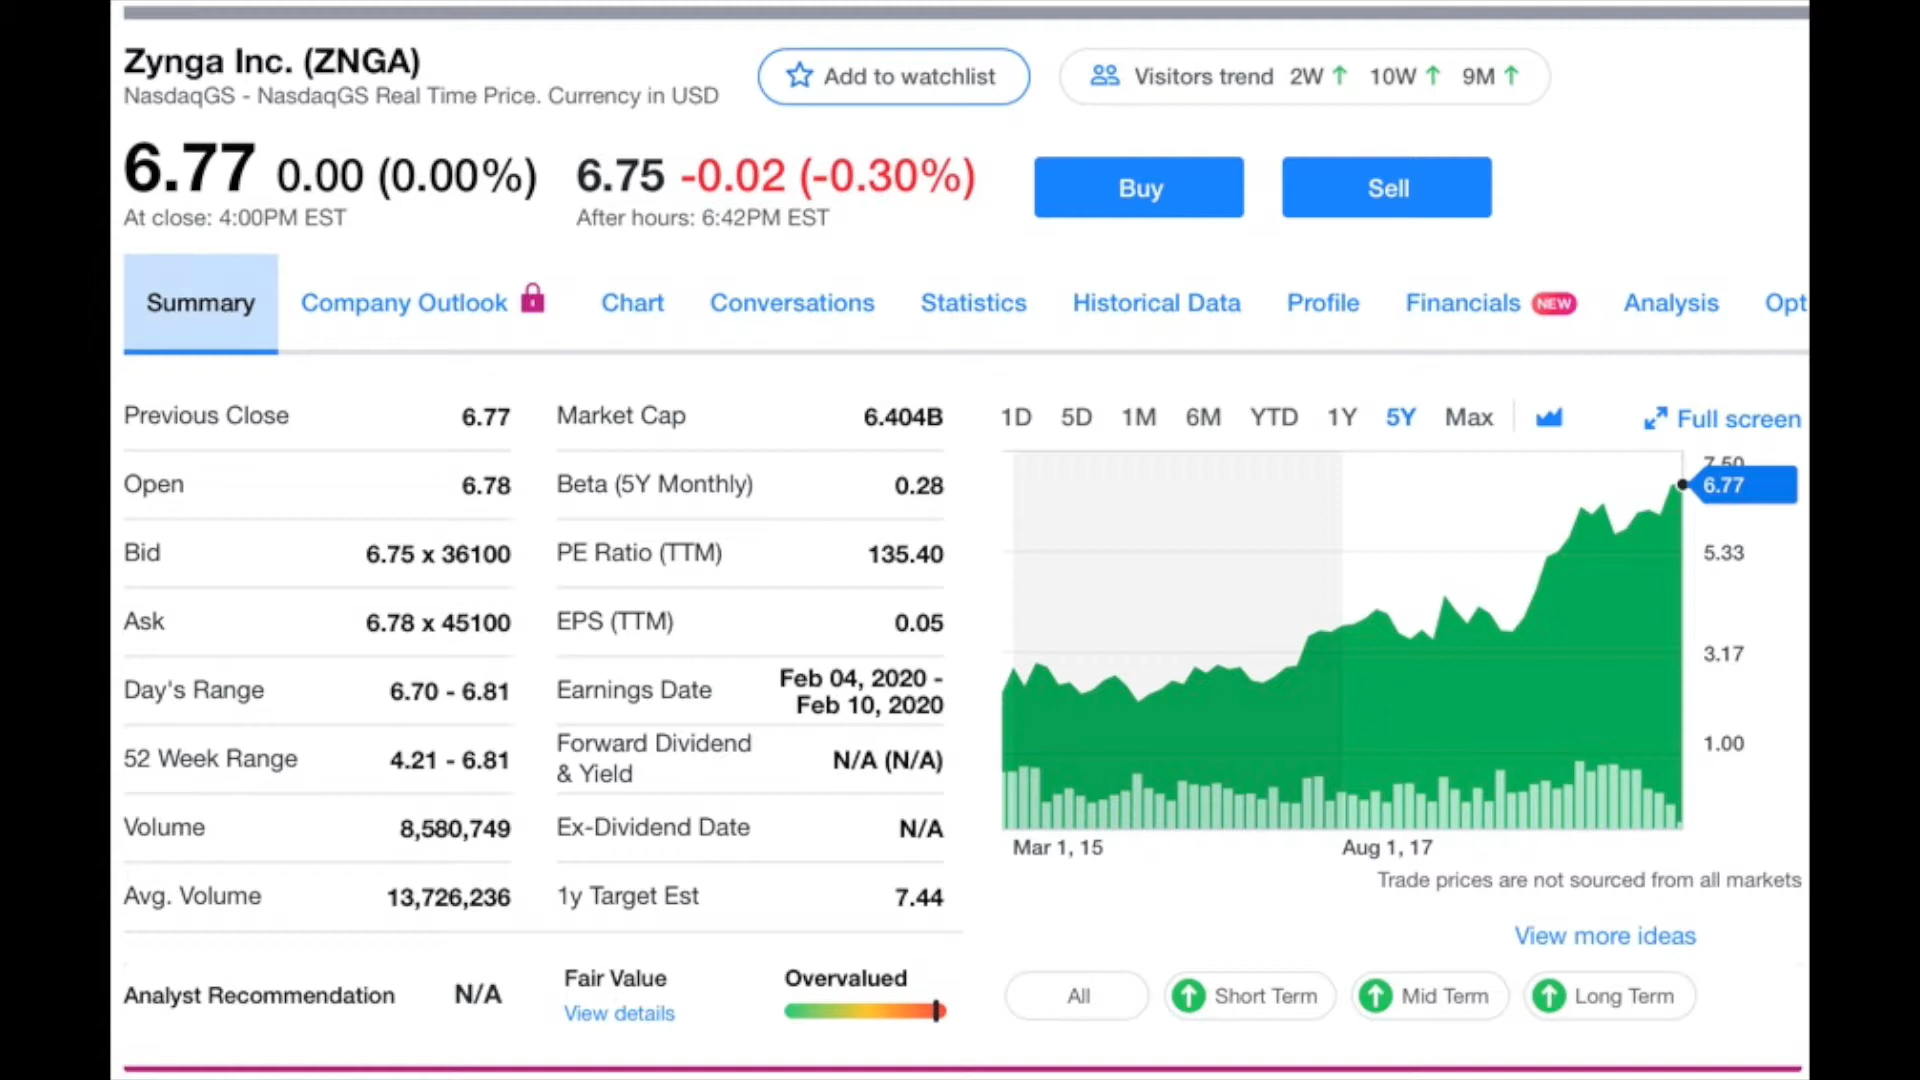 Zynga Inc. (ZNGA)
NasdaqGS - NasdaqGS Real Time Price. Currency in USD
Add to watchlist
Visitors trend 2W 10W 9M
6.77 0.00 (0.00%)
At close: 4:00PM EST
6.75 -0.02 (-0.30%)
After hours: 6:42PM EST
Buy
Sell
Summary Company Outlook Chart Conversations Statistics Historical Data Profile Financials NEW Analysis Opt
Previous Close 6.77
Open 6.78
Bid 6.75 x 36100
Ask 6.78 x 45100
Day's Range 6.70 - 6.81
52 Week Range 4.21 - 6.81
Volume 8,580,749
Avg. Volume 13,726,236
Market Cap 6.404B
Beta (5Y Monthly) 0.28
PE Ratio (TTM) 135.40
EPS (TTM) 0.05
Earnings Date Feb 04, 2020 -
Feb 10, 2020
Forward Dividend
& Yield N/A (N/A)
Ex-Dividend Date N/A
1y Target Est 7.44
1D 5D 1M 6M YTD 1Y 5Y Max Full screen
7.50
6.77
5.33
3.17
1.00
Mar 1, 15 Aug 1, 17
Trade prices are not sourced from all markets
View more ideas
Analyst Recommendation N/A
Fair Value
View details
Overvalued
All Short Term Mid Term Long Term